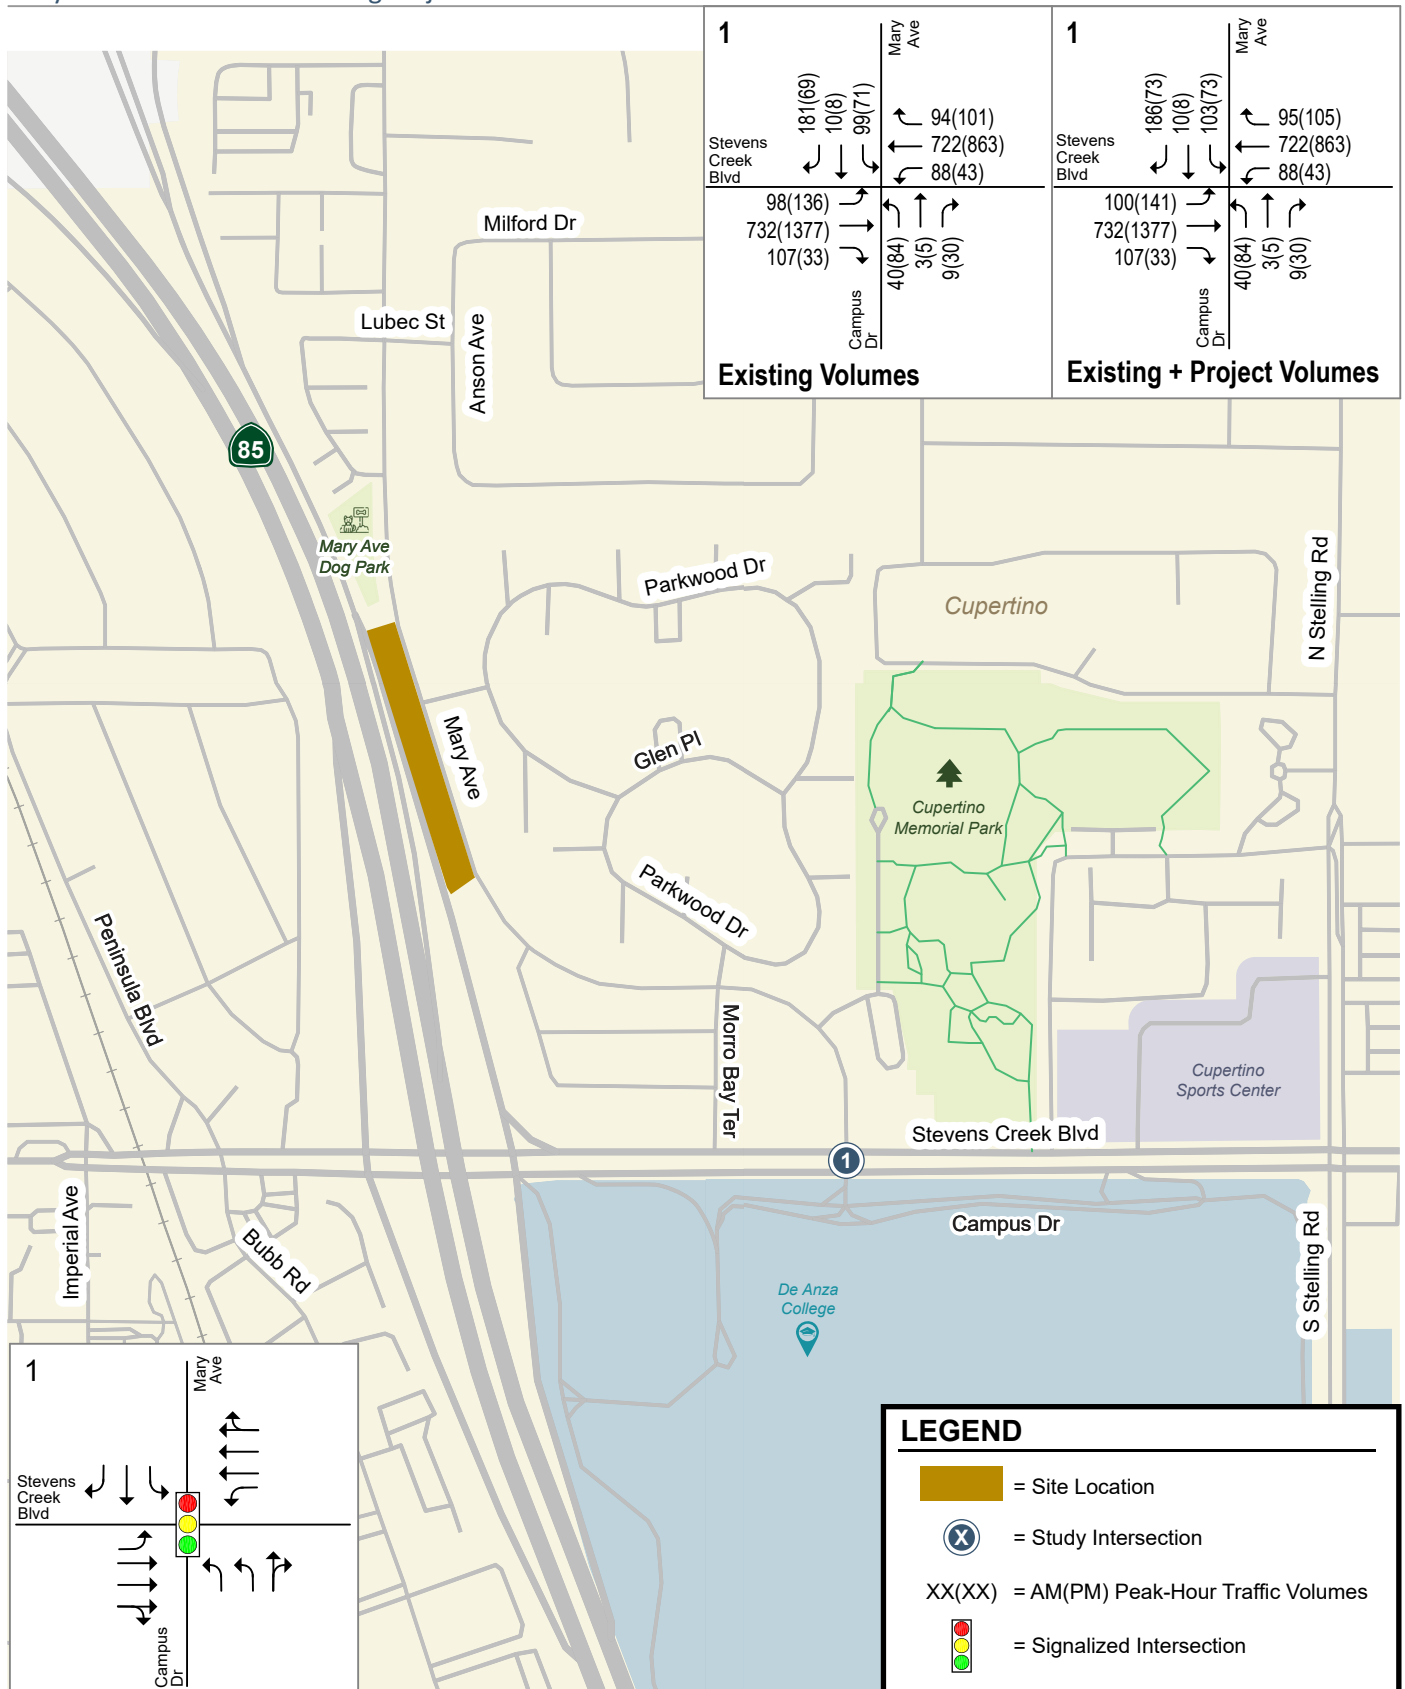 1
Mary
Ave
181(69)
10(8)
99(71)
94(101)
722(863)
88(43)
Stevens
Creek
Blvd
98(136)
732(1377)
107(33)
40(84)
3(5)
9(30)
Campus
Dr
Existing Volumes
1
Mary
Ave
186(73)
10(8)
103(73)
95(105)
722(863)
88(43)
Stevens
Creek
Blvd
100(141)
732(1377)
107(33)
40(84)
3(5)
9(30)
Campus
Dr
Existing + Project Volumes
Milford Dr
Lubec St
Anson Ave
85
Mary Ave
Dog Park
Parkwood Dr
Cupertino
N Stelling Rd
Mary Ave
Glen Pl
Cupertino
Memorial Park
Parkwood Dr
Peninsula Blvd
Morro Bay Ter
Cupertino
Sports Center
Stevens Creek Blvd
1
Imperial Ave
Bubb Rd
Campus Dr
S Stelling Rd
De Anza
College
1
Mary
Ave
Stevens
Creek
Blvd
Campus
Dr
LEGEND
= Site Location
X = Study Intersection
XX(XX) = AM(PM) Peak-Hour Traffic Volumes
= Signalized Intersection